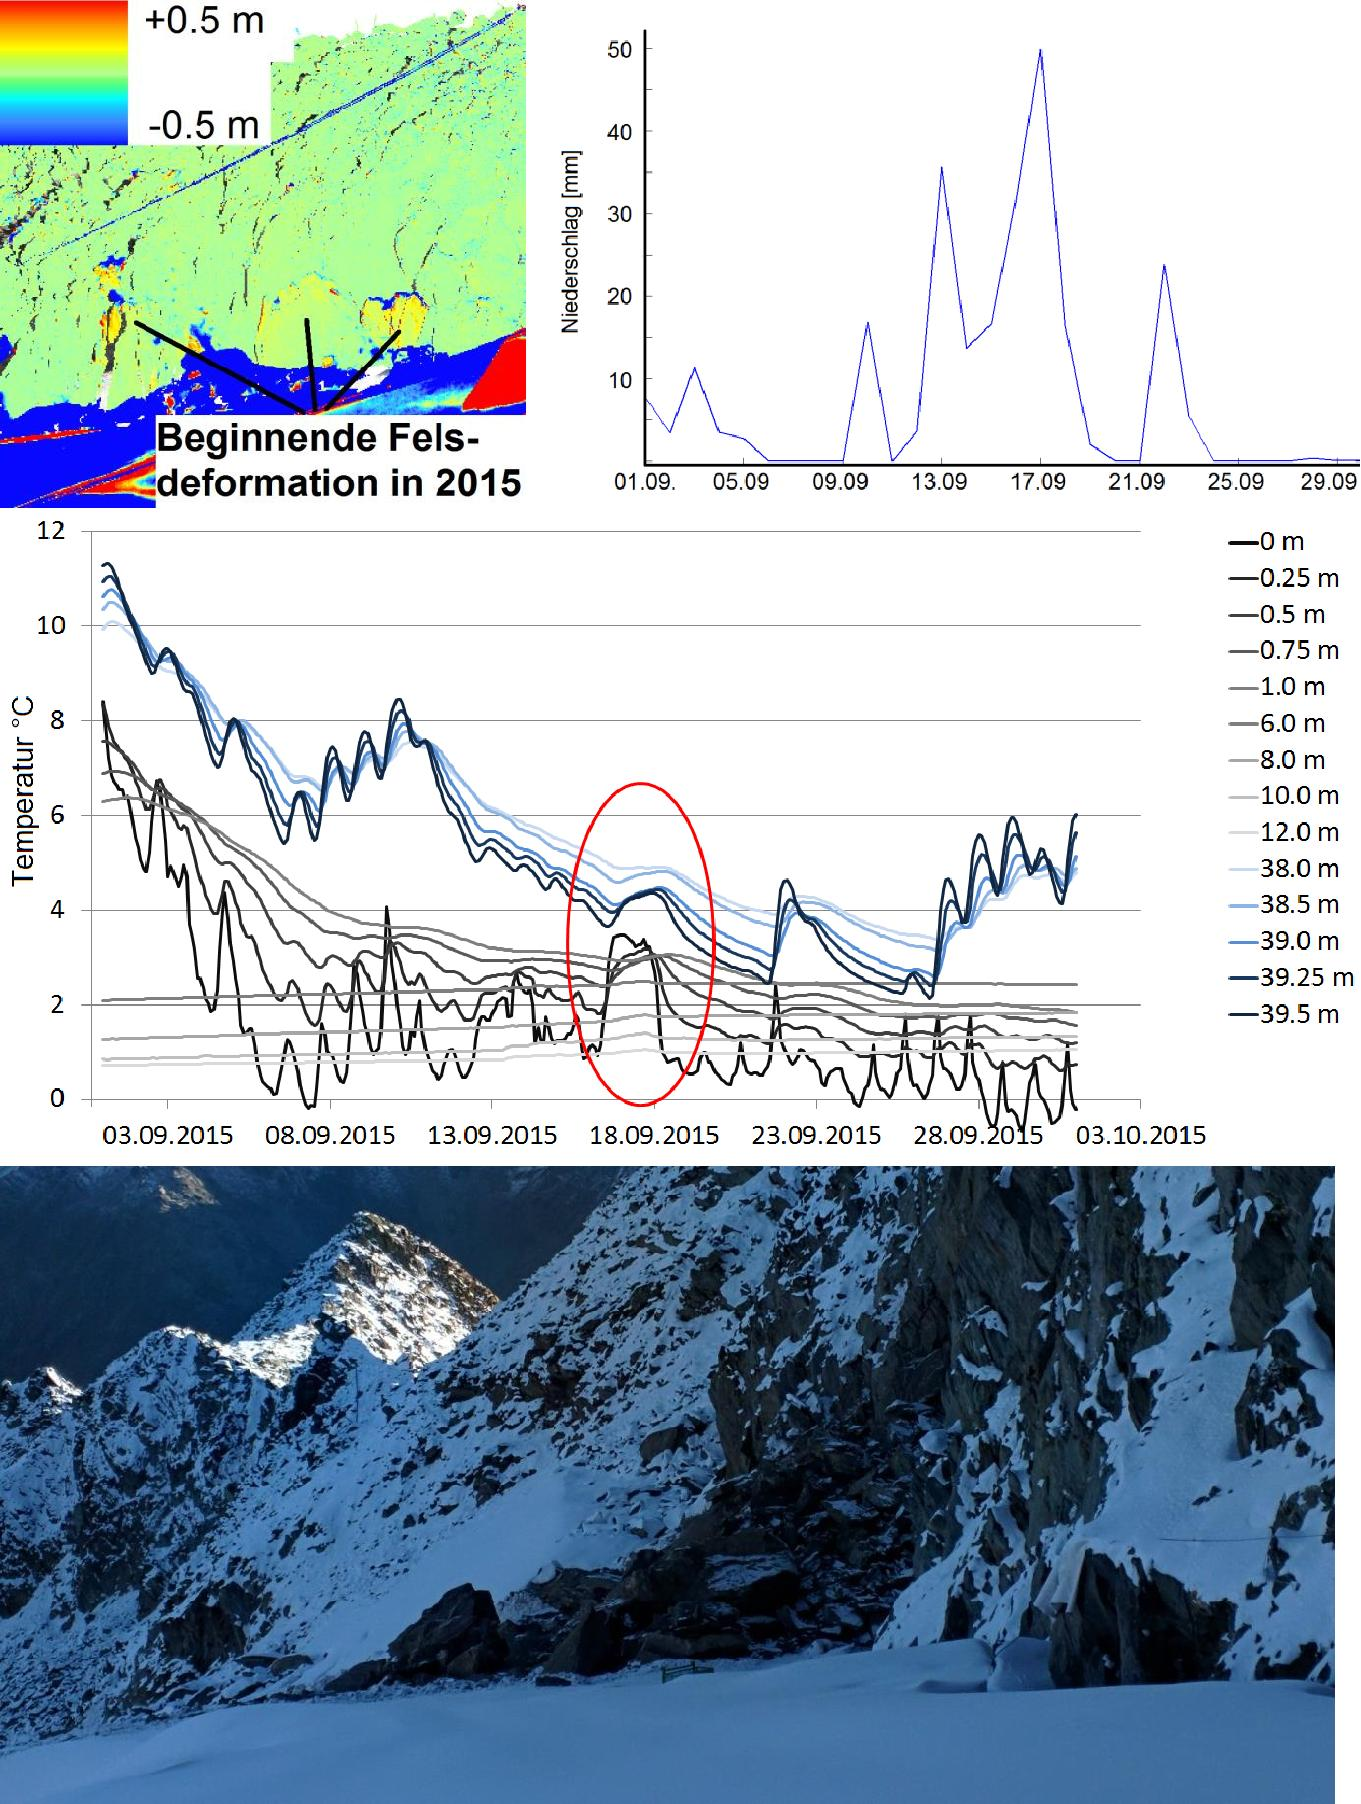 +0.5 m
-0.5 m
Beginnende Fels-
deformation in 2015
Niederschlag [mm]
50
40
30
20
10
01.09.
05.09
09.09
13.09
17.09
21.09
25.09
29.09
Temperatur °C
12
10
8
6
4
2
0
03.09.2015
08.09.2015
13.09.2015
18.09.2015
23.09.2015
28.09.2015
03.10.2015
0 m
0.25 m
0.5 m
0.75 m
1.0 m
6.0 m
8.0 m
10.0 m
12.0 m
38.0 m
38.5 m
39.0 m
39.25 m
39.5 m